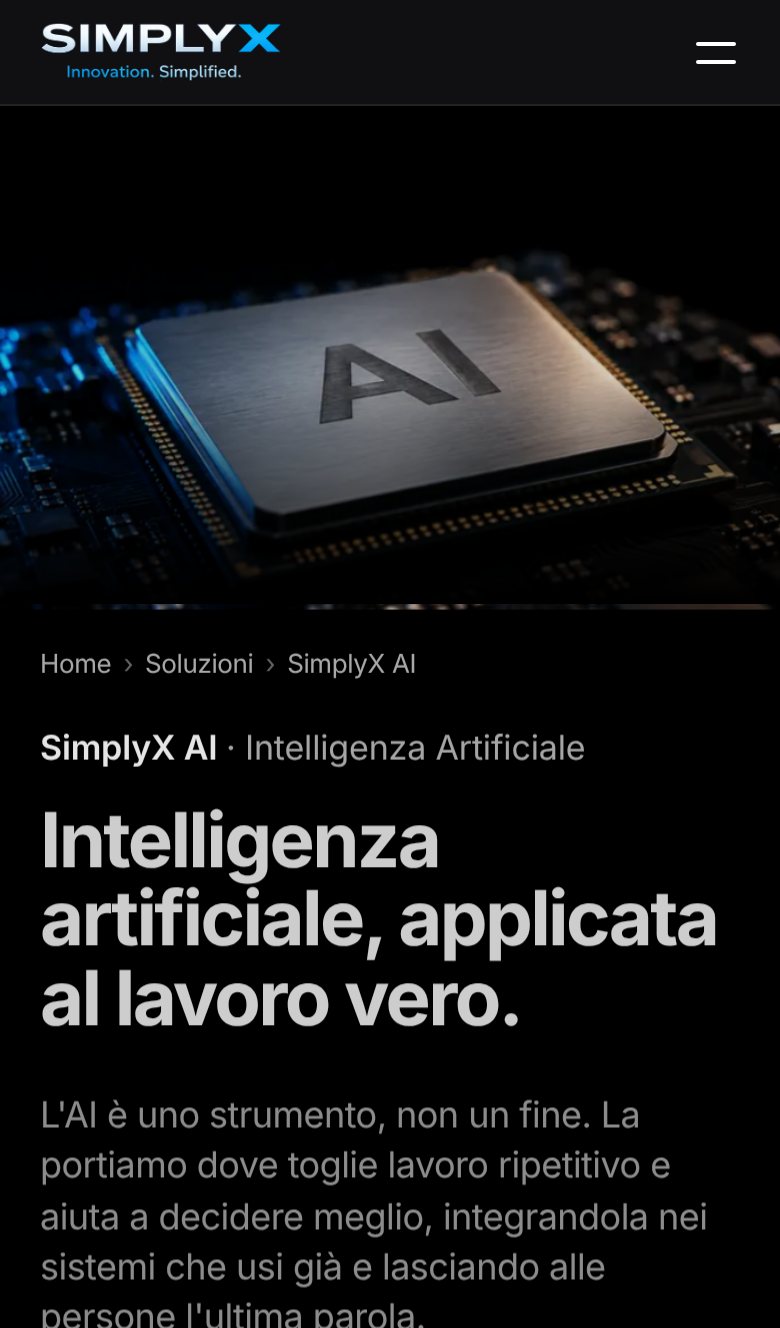 SIMPLYX
Innovation. Simplified.
AI
Home › Soluzioni › SimplyX AI
SimplyX AI · Intelligenza Artificiale
Intelligenza
artificiale, applicata
al lavoro vero.
L'AI è uno strumento, non un fine. La
portiamo dove toglie lavoro ripetitivo e
aiuta a decidere meglio, integrandola nei
sistemi che usi già e lasciando alle
persone l'ultima parola.